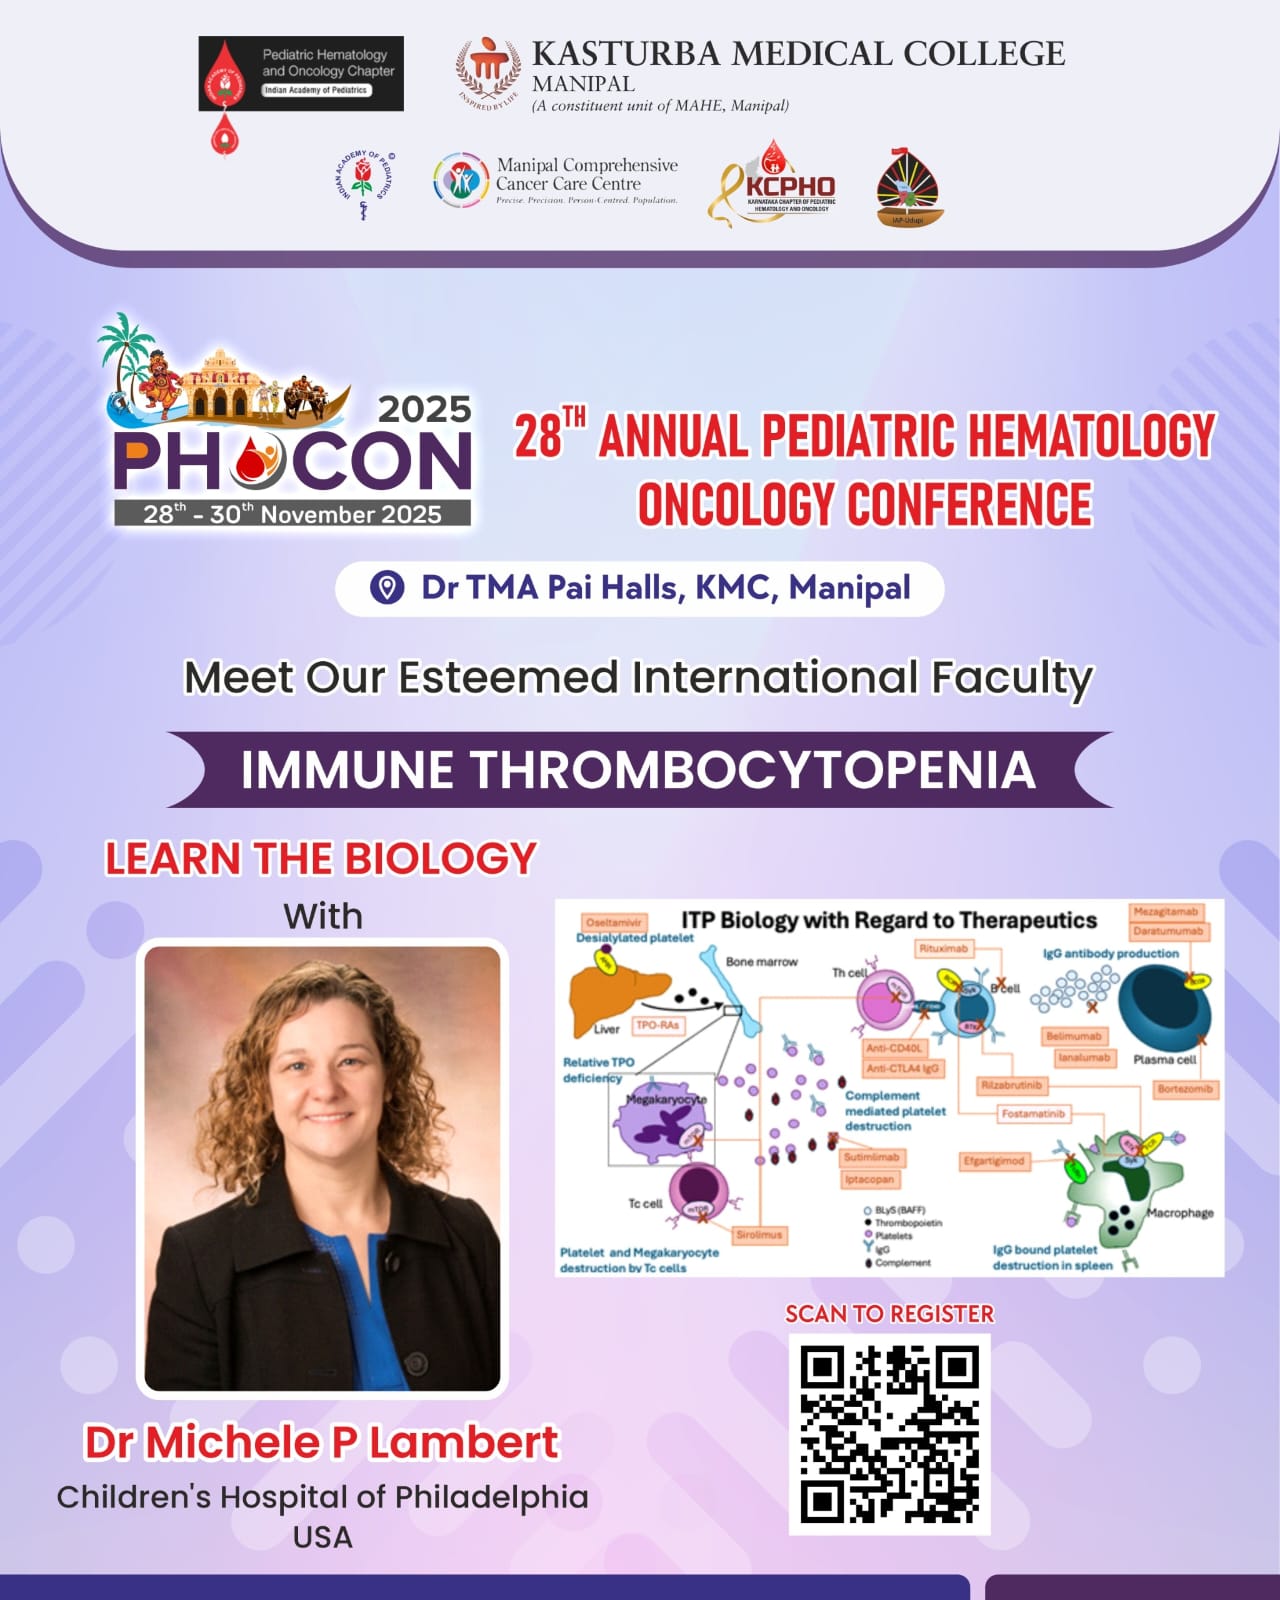 Pediatric Hematology
and Oncology Chapter
Indian Academy of Pediatrics
KASTURBA MEDICAL COLLEGE
MANIPAL
(A constituent unit of MAHE, Manipal)
INSPIRED BY LIFE
INDIAN ACADEMY OF PEDIATRICS
Manipal Comprehensive
Cancer Care Centre
Precise. Precision. Person-Centred. Population.
KCPHO
KARNATAKA CHAPTER OF PEDIATRIC
HEMATOLOGY AND ONCOLOGY
IAP-Udupi
2025
PHOCON
28th - 30th November 2025
28TH ANNUAL PEDIATRIC HEMATOLOGY
ONCOLOGY CONFERENCE
Dr TMA Pai Halls, KMC, Manipal
Meet Our Esteemed International Faculty
IMMUNE THROMBOCYTOPENIA
LEARN THE BIOLOGY
With
Dr Michele P Lambert
Children's Hospital of Philadelphia
USA
ITP Biology with Regard to Therapeutics
Oseltamivir
Desialylated platelet
Liver
TPO-RAs
Bone marrow
Relative TPO
deficiency
Megakaryocyte
mTOR
Tc cell
mTOR
Sirolimus
Platelet and Megakaryocyte
destruction by Tc cells
Th cell
mTOR
Rituximab
B cell
Syk
BTK
Anti-CD40L
Anti-CTLA4 IgG
Mezagitamab
Daratumumab
IgG antibody production
Belimumab
Ianalumab
Plasma cell
Bortezomib
Rilzabrutinib
Fostamatinib
Complement
mediated platelet
destruction
Sutimlimab
Iptacopan
Efgartigimod
BTK
Syk
Macrophage
IgG bound platelet
destruction in spleen
BLyS (BAFF)
Thrombopoietin
Platelets
IgG
Complement
SCAN TO REGISTER